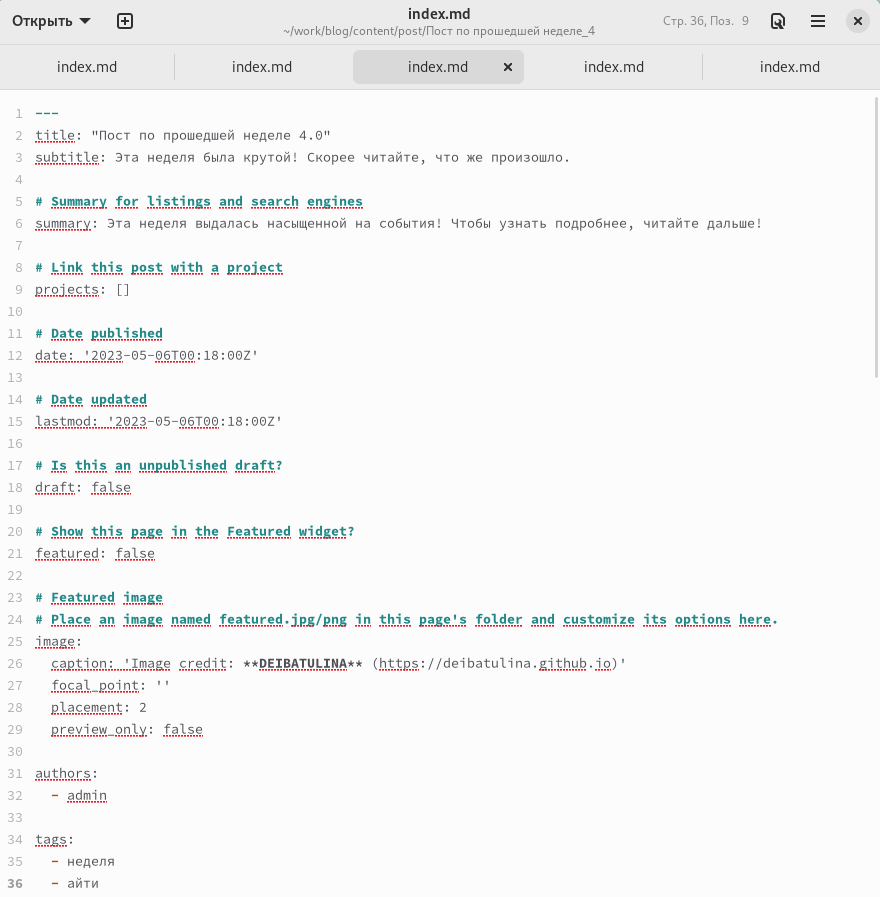 Открыть
index.md
~/work/blog/content/post/Пост по прошедшей неделе_4
Стр. 36, Поз. 9
index.md index.md index.md index.md index.md
1 ---
2 title: "Пост по прошедшей неделе 4.0"
3 subtitle: Эта неделя была крутой! Скорее читайте, что же произошло.
4
5 # Summary for listings and search engines
6 summary: Эта неделя выдалась насыщенной на события! Чтобы узнать подробнее, читайте дальше!
7
8 # Link this post with a project
9 projects: []
10
11 # Date published
12 date: '2023-05-06T00:18:00Z'
13
14 # Date updated
15 lastmod: '2023-05-06T00:18:00Z'
16
17 # Is this an unpublished draft?
18 draft: false
19
20 # Show this page in the Featured widget?
21 featured: false
22
23 # Featured image
24 # Place an image named featured.jpg/png in this page's folder and customize its options here.
25 image:
26   caption: 'Image credit: **DEIBATULINA** (https://deibatulina.github.io)'
27   focal_point: ''
28   placement: 2
29   preview_only: false
30
31 authors:
32   - admin
33
34 tags:
35   - неделя
36   - айти